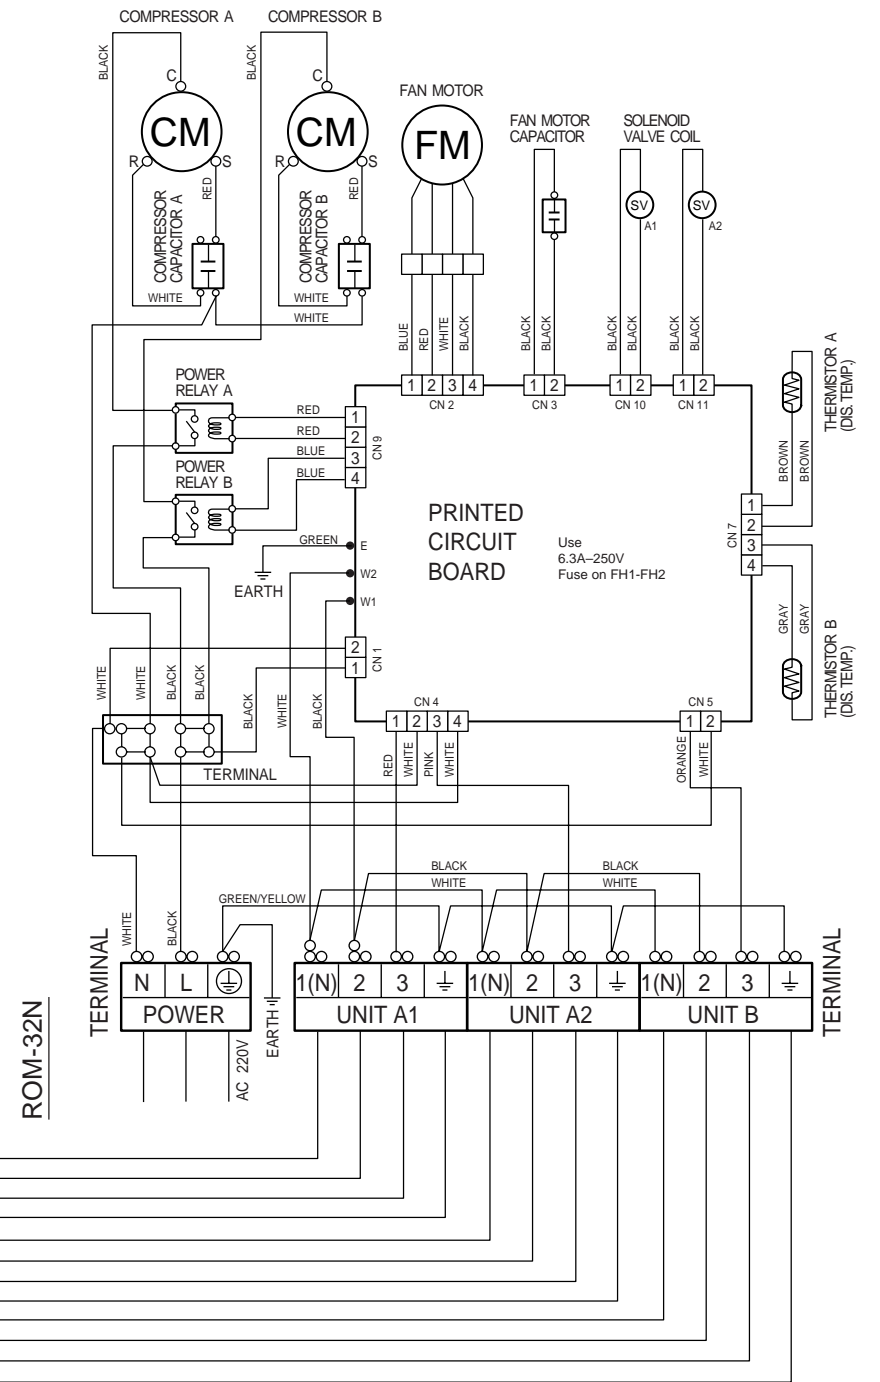 COMPRESSOR A
COMPRESSOR B
BLACK
BLACK
C
C
CM
CM
R
S
R
S
RED
RED
COMPRESSOR
CAPACITOR A
COMPRESSOR
CAPACITOR B
WHITE
WHITE
WHITE
FAN MOTOR
FM
FAN MOTOR
CAPACITOR
SOLENOID
VALVE COIL
SV
A1
SV
A2
BLUE
RED
WHITE
BLACK
BLACK
BLACK
BLACK
BLACK
BLACK
BLACK
1 2 3 4
CN 2
1 2
CN 3
1 2
CN 10
1 2
CN 11
THERMISTOR A
(DIS. TEMP.)
BROWN
BROWN
POWER
RELAY A
RED
RED
BLUE
BLUE
1
2
3
4
CN 9
POWER
RELAY B
GREEN
E
EARTH
W2
W1
PRINTED
CIRCUIT
BOARD
Use
6.3A–250V
Fuse on FH1-FH2
1
2
3
4
CN 7
GRAY
GRAY
THERMISTOR B
(DIS. TEMP.)
2
1
CN 1
WHITE
WHITE
BLACK
BLACK
BLACK
WHITE
BLACK
TERMINAL
CN 4
1 2 3 4
RED
WHITE
PINK
WHITE
CN 5
1 2
ORANGE
WHITE
BLACK
WHITE
BLACK
WHITE
GREEN/YELLOW
WHITE
BLACK
TERMINAL
N L
POWER
AC 220V
EARTH
1(N) 2 3
UNIT A1
1(N) 2 3
UNIT A2
1(N) 2 3
UNIT B
TERMINAL
ROM-32N